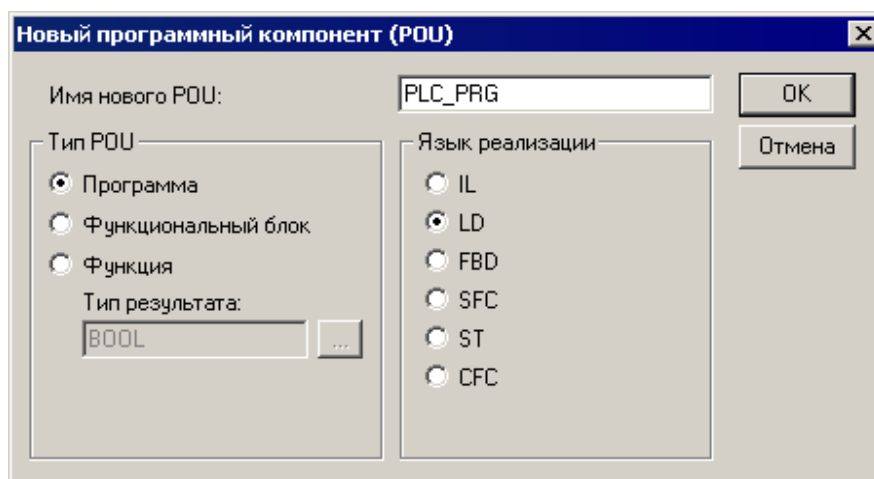 Новый программный компонент (POU)
Имя нового POU:
PLC_PRG
OK
Отмена
Тип POU
Программа
Функциональный блок
Функция
Тип результата:
BOOL
...
Язык реализации
IL
LD
FBD
SFC
ST
CFC